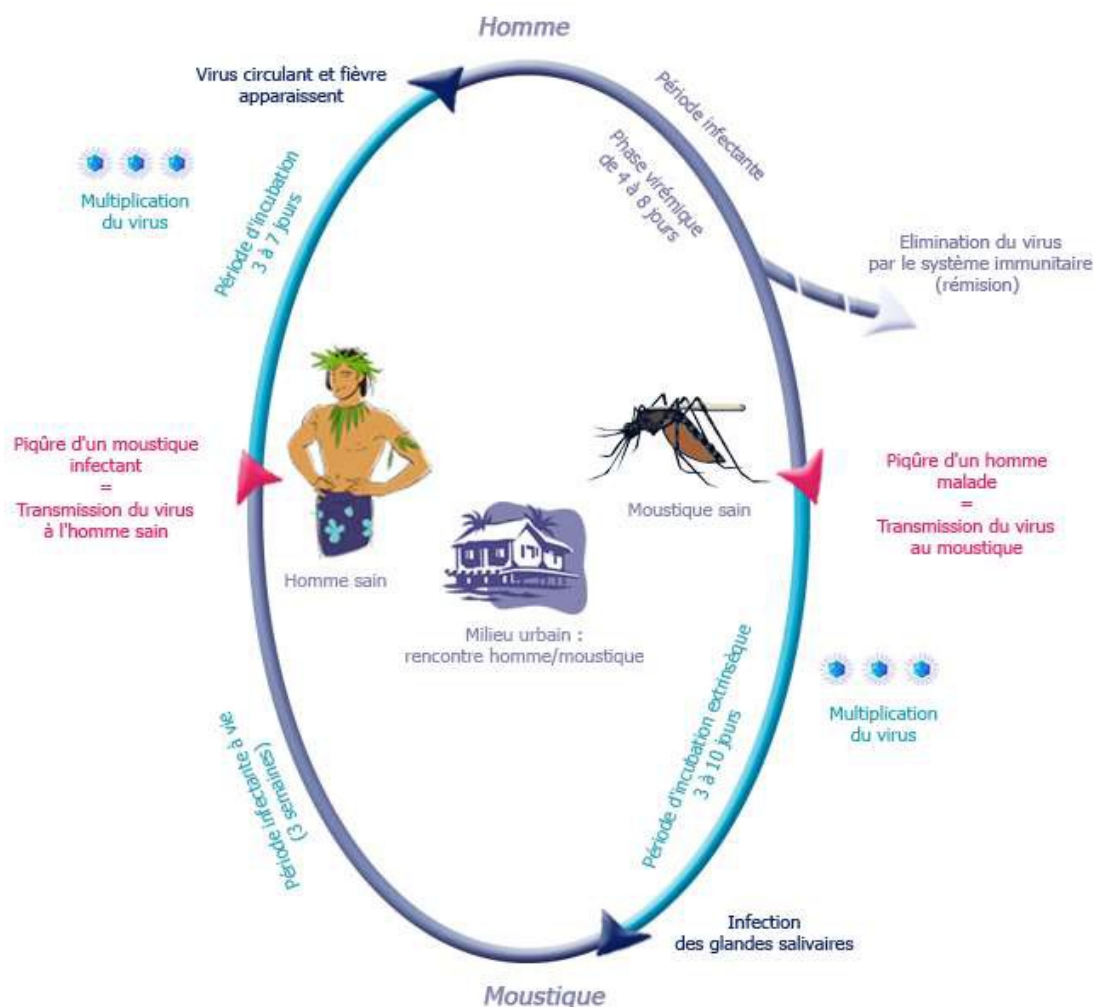 Homme
Virus circulant et fièvre
apparaissent
Période infectante
Phase virémique
de 4 à 8 jours
Multiplication
du virus
Période d'incubation
3 à 7 jours
Elimination du virus
par le système immunitaire
(rémision)
Piqûre d'un moustique
infectant
=
Transmission du virus
à l'homme sain
Homme sain
Moustique sain
Piqûre d'un homme
malade
=
Transmission du virus
au moustique
Milieu urbain :
rencontre homme/moustique
Multiplication
du virus
Période infectante à vie
(3 semaines)
Période d'incubation extrinsèque
3 à 10 jours
Infection
des glandes salivaires
Moustique